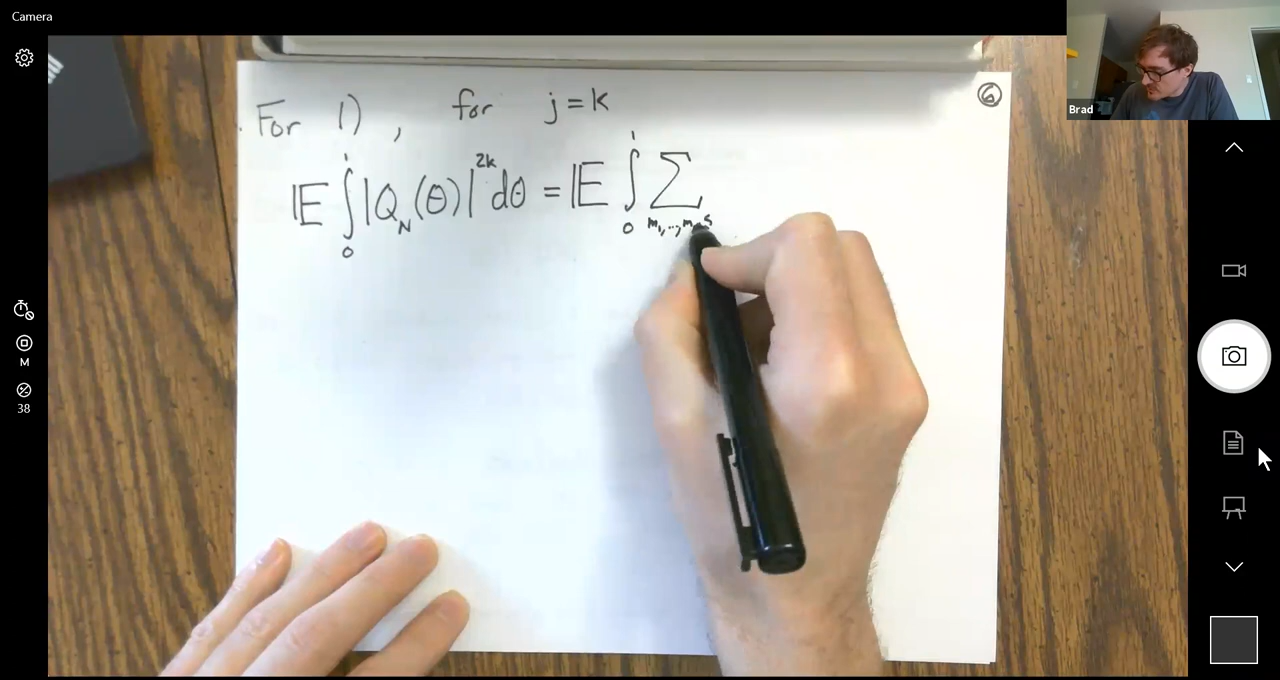 Camera
Brad
M
38
⑥
For 1), for j = k
𝔼 ∫₀¹ |Q_N(θ)|^{2k} dθ = 𝔼 ∫₀¹ Σ